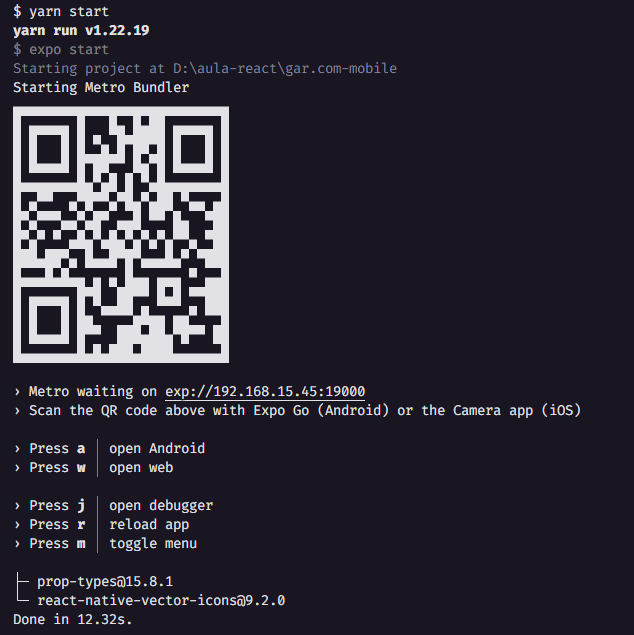 $ yarn start
yarn run v1.22.19
$ expo start
Starting project at D:\aula-react\gar.com-mobile
Starting Metro Bundler
› Metro waiting on exp://192.168.15.45:19000
› Scan the QR code above with Expo Go (Android) or the Camera app (iOS)
› Press a │ open Android
› Press w │ open web
› Press j │ open debugger
› Press r │ reload app
› Press m │ toggle menu
├─ prop-types@15.8.1
└─ react-native-vector-icons@9.2.0
Done in 12.32s.